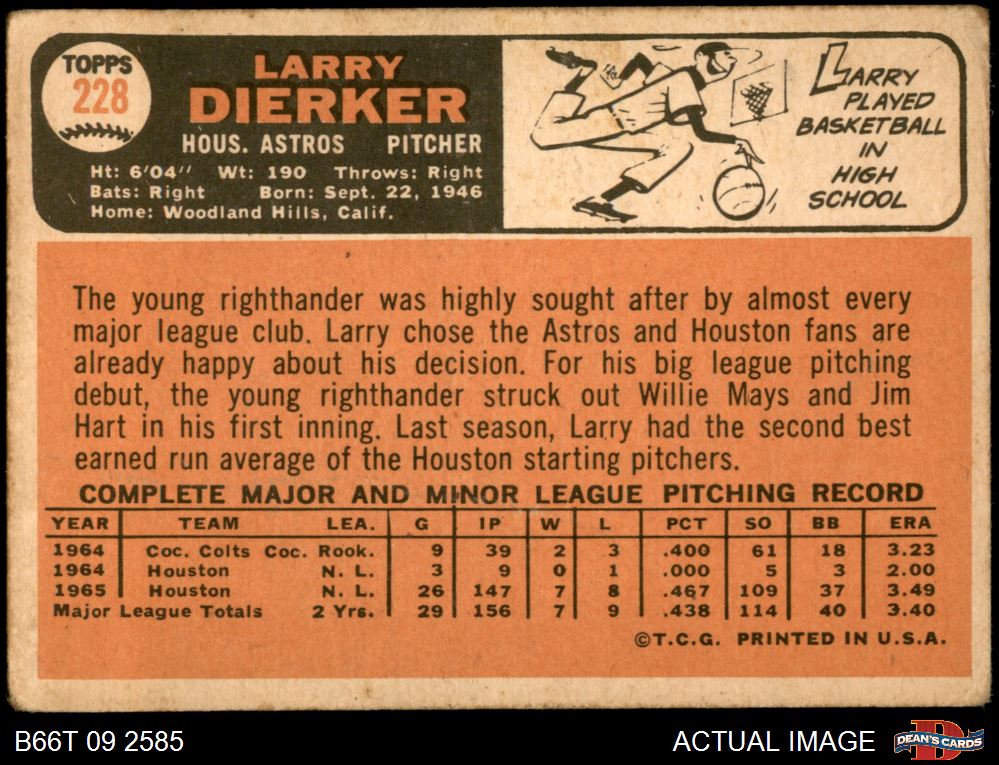 TOPPS
228
LARRY
DIERKER
HOUS. ASTROS PITCHER
Ht: 6'04" Wt: 190 Throws: Right
Bats: Right Born: Sept. 22, 1946
Home: Woodland Hills, Calif.
LARRY
PLAYED
BASKETBALL
IN
HIGH
SCHOOL
The young righthander was highly sought after by almost every
major league club. Larry chose the Astros and Houston fans are
already happy about his decision. For his big league pitching
debut, the young righthander struck out Willie Mays and Jim
Hart in his first inning. Last season, Larry had the second best
earned run average of the Houston starting pitchers.
COMPLETE MAJOR AND MINOR LEAGUE PITCHING RECORD
YEAR TEAM LEA. G IP W L PCT SO BB ERA
1964 Coc. Colts Coc. Rook. 9 39 2 3 .400 61 18 3.23
1964 Houston N. L. 3 9 0 1 .000 5 3 2.00
1965 Houston N. L. 26 147 7 8 .467 109 37 3.49
Major League Totals 2 Yrs. 29 156 7 9 .438 114 40 3.40
©T.C.G. PRINTED IN U.S.A.
B66T 09 2585
ACTUAL IMAGE
DEAN'S CARDS